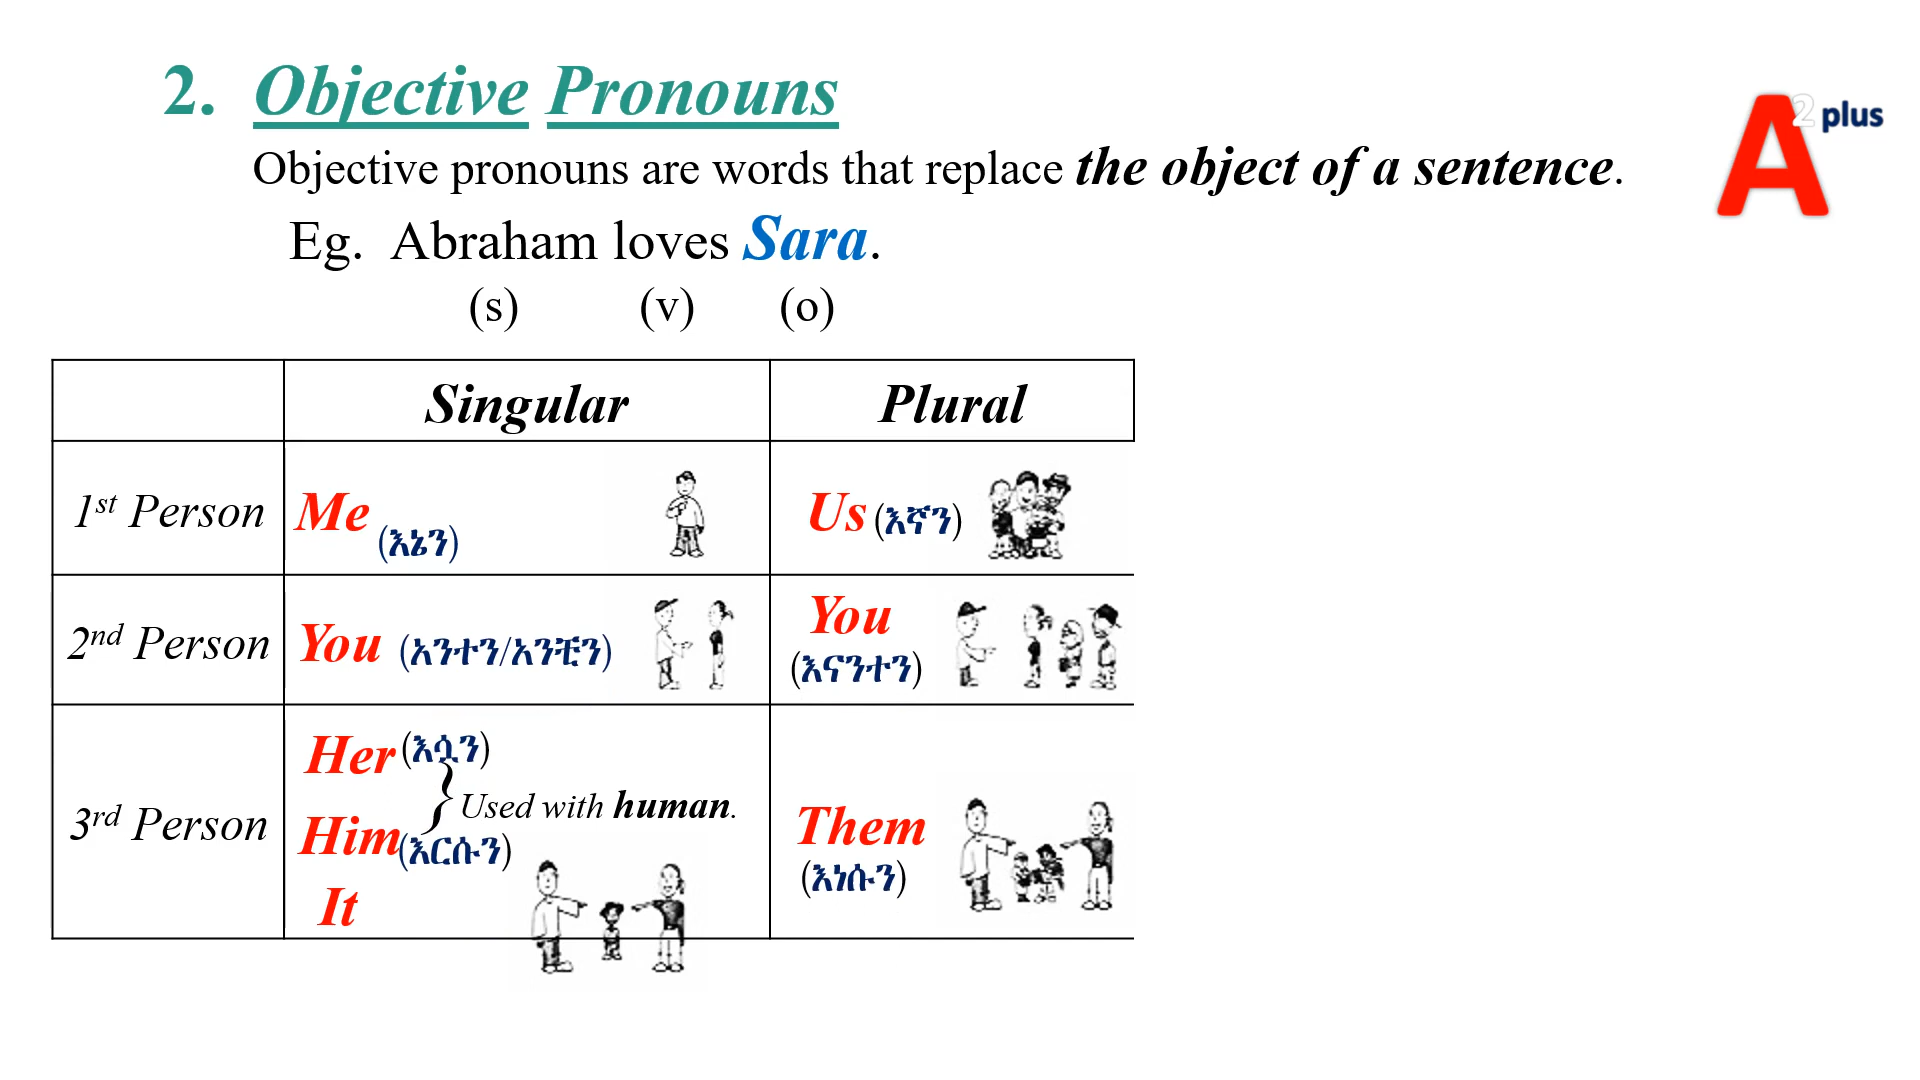 2. Objective Pronouns
A 2 plus
Objective pronouns are words that replace the object of a sentence.
Eg. Abraham loves Sara.
(s) (v) (o)
Singular Plural
1st Person Me (እኔን) Us (እኛን)
2nd Person You (አንተን/አንቺን) You (እናንተን)
3rd Person Her (እሷን)
Used with human.
Him (እርሱን)
It
Them (እነሱን)